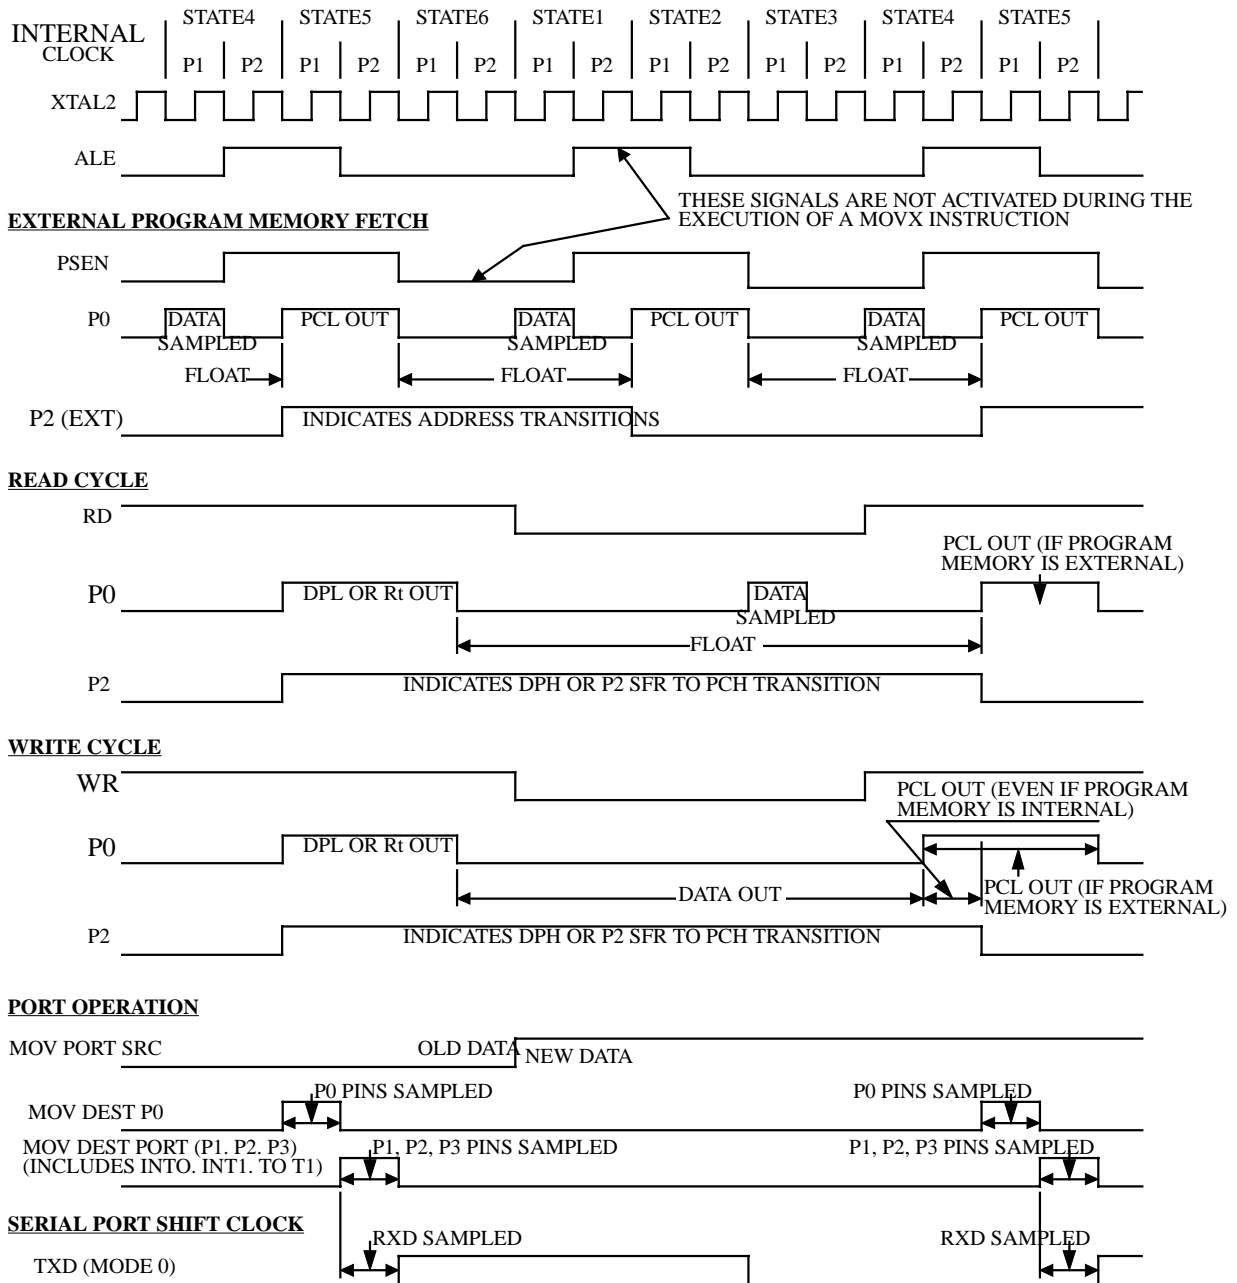 INTERNAL CLOCK
STATE4 STATE5 STATE6 STATE1 STATE2 STATE3 STATE4 STATE5
P1 P2 P1 P2 P1 P2 P1 P2 P1 P2 P1 P2 P1 P2 P1 P2
XTAL2
ALE
THESE SIGNALS ARE NOT ACTIVATED DURING THE
EXECUTION OF A MOVX INSTRUCTION
EXTERNAL PROGRAM MEMORY FETCH
PSEN
P0 DATA PCL OUT DATA PCL OUT DATA PCL OUT
SAMPLED SAMPLED SAMPLED
FLOAT FLOAT FLOAT
P2 (EXT) INDICATES ADDRESS TRANSITIONS
READ CYCLE
RD
PCL OUT (IF PROGRAM
MEMORY IS EXTERNAL)
P0 DPL OR Rt OUT DATA
SAMPLED
FLOAT
P2 INDICATES DPH OR P2 SFR TO PCH TRANSITION
WRITE CYCLE
WR
PCL OUT (EVEN IF PROGRAM
MEMORY IS INTERNAL)
P0 DPL OR Rt OUT
DATA OUT
PCL OUT (IF PROGRAM
MEMORY IS EXTERNAL)
P2 INDICATES DPH OR P2 SFR TO PCH TRANSITION
PORT OPERATION
MOV PORT SRC OLD DATA NEW DATA
P0 PINS SAMPLED P0 PINS SAMPLED
MOV DEST P0
MOV DEST PORT (P1. P2. P3) P1, P2, P3 PINS SAMPLED P1, P2, P3 PINS SAMPLED
(INCLUDES INTO. INT1. TO T1)
SERIAL PORT SHIFT CLOCK
RXD SAMPLED RXD SAMPLED
TXD (MODE 0)